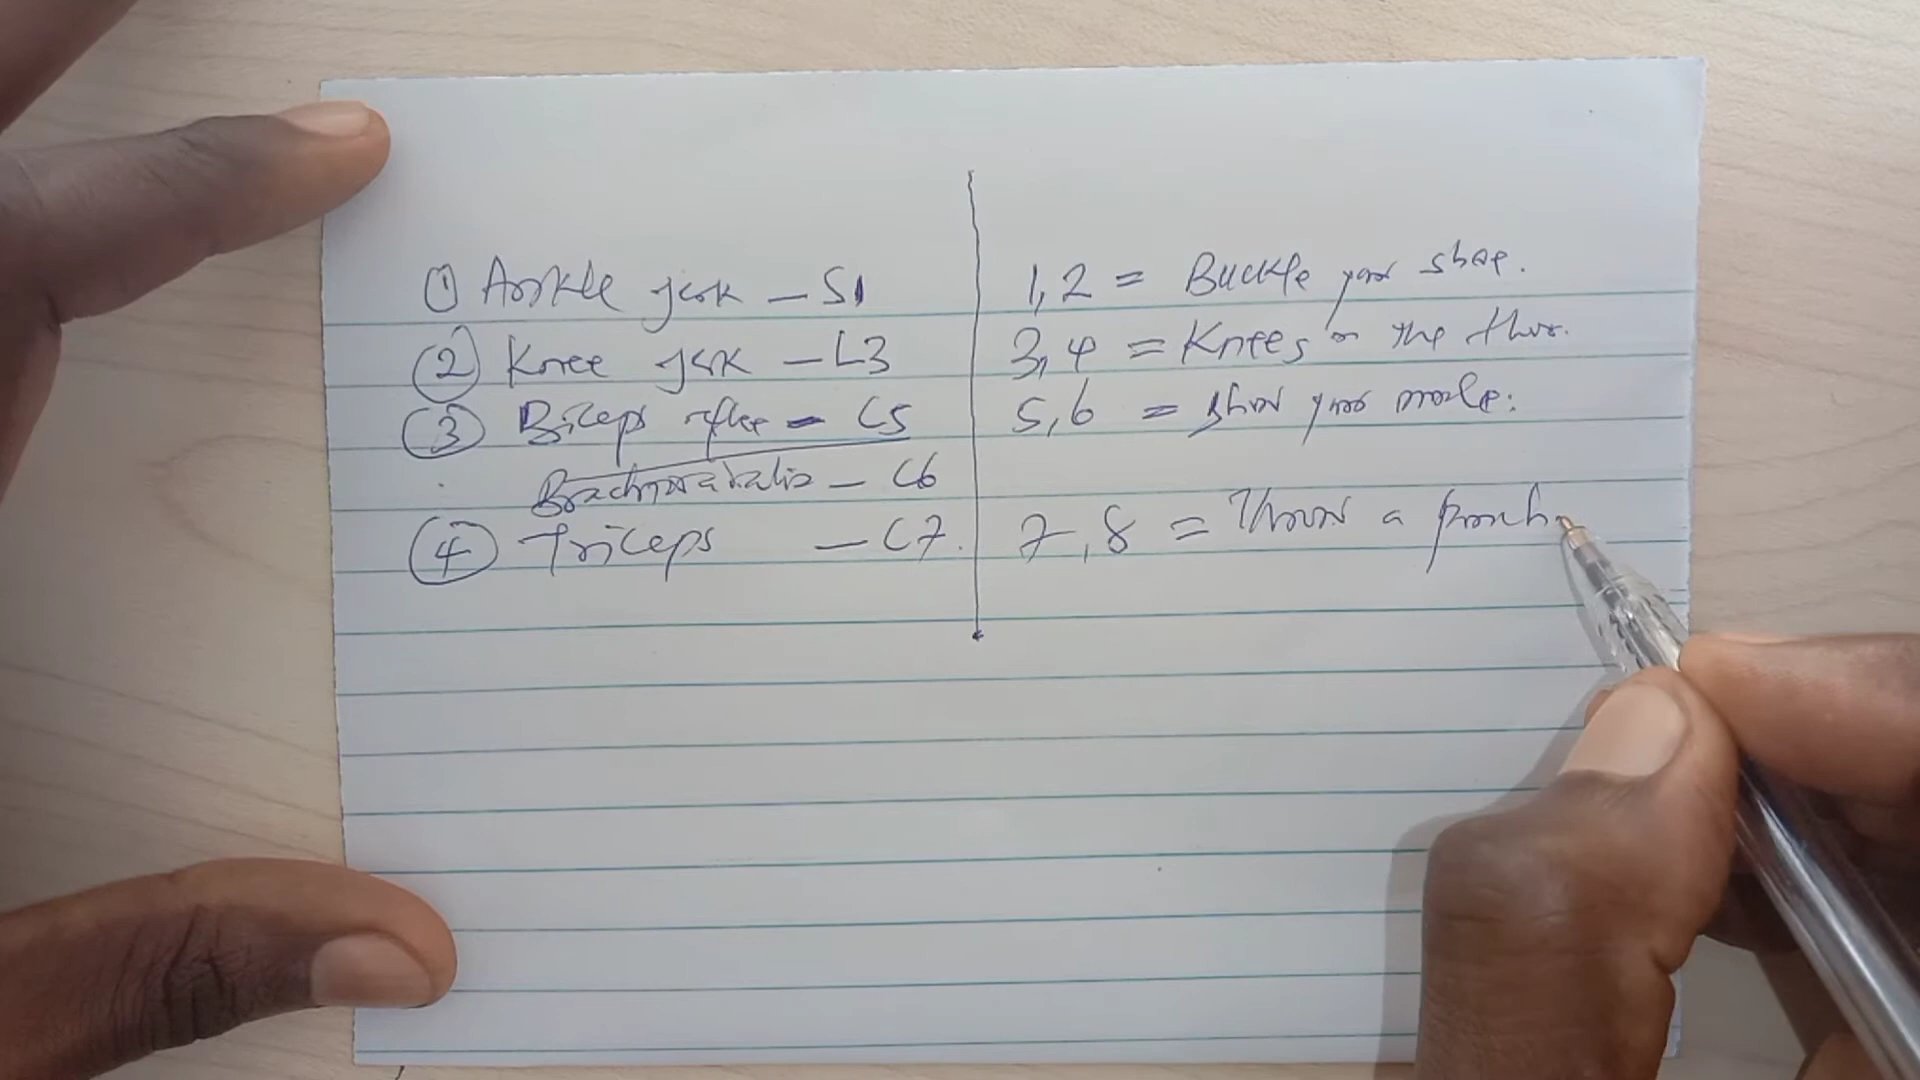 ① Ankle jerk – S1
② Knee jerk – L3
③ Biceps reflex – C5
Brachioradialis – C6
④ Triceps – C7.
1,2 = Buckle your shoe.
3,4 = Knees on the floor.
5,6 = show your muscle.
7,8 = Throw a punch